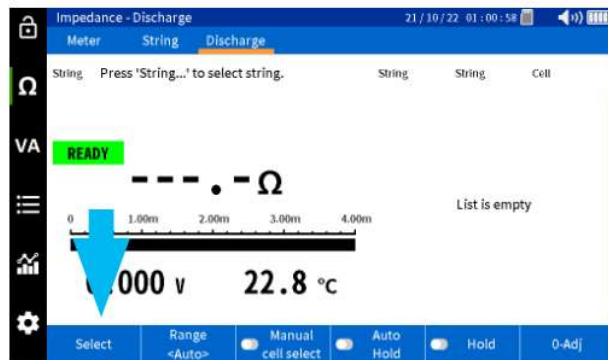 Impedance - Discharge 21/10/22 01:00:58
Meter String Discharge
String Press 'String...' to select string. String String Cell
Ω
VA
READY
---.-Ω
List is empty
0 1.00m 2.00m 3.00m 4.00m
.000 V 22.8 °C
Select Range <Auto> Manual cell select Auto Hold Hold 0-Adj